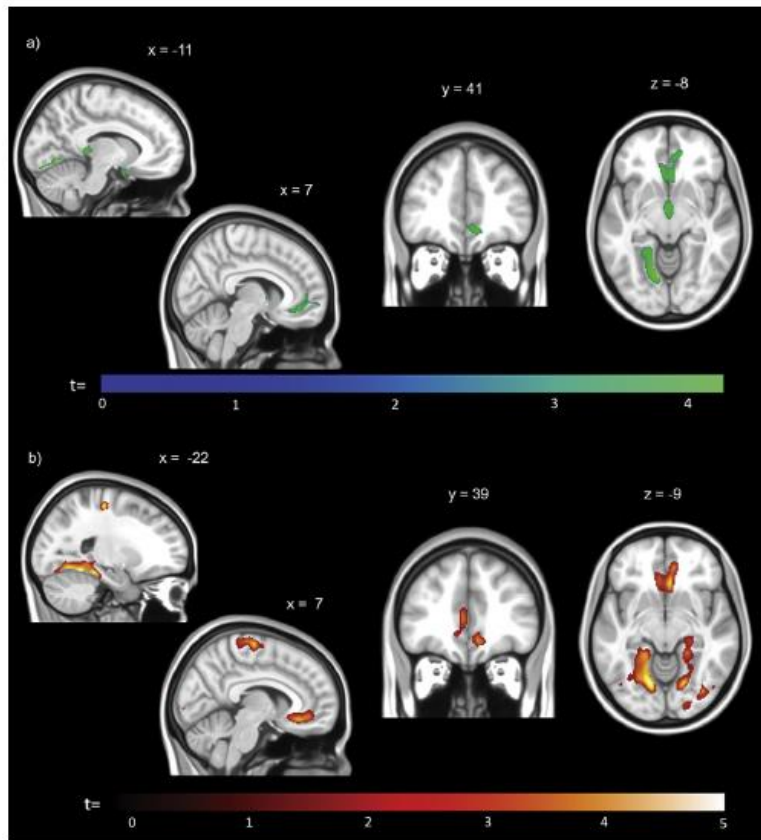 a)
x = -11
y = 41
z = -8
x = 7
t=
0 1 2 3 4
b)
x = -22
y = 39
z = -9
x = 7
t=
0 1 2 3 4 5